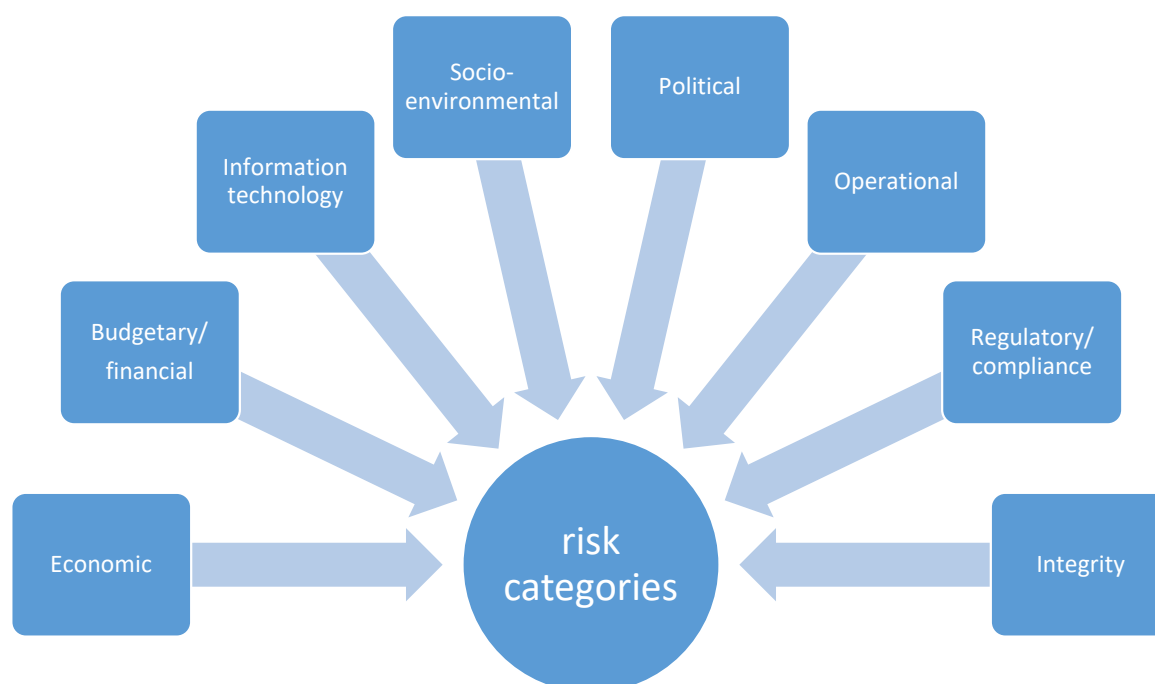 Socio-
environmental
Political
Information
technology
Operational
Budgetary/
financial
Regulatory/
compliance
Economic
risk
categories
Integrity